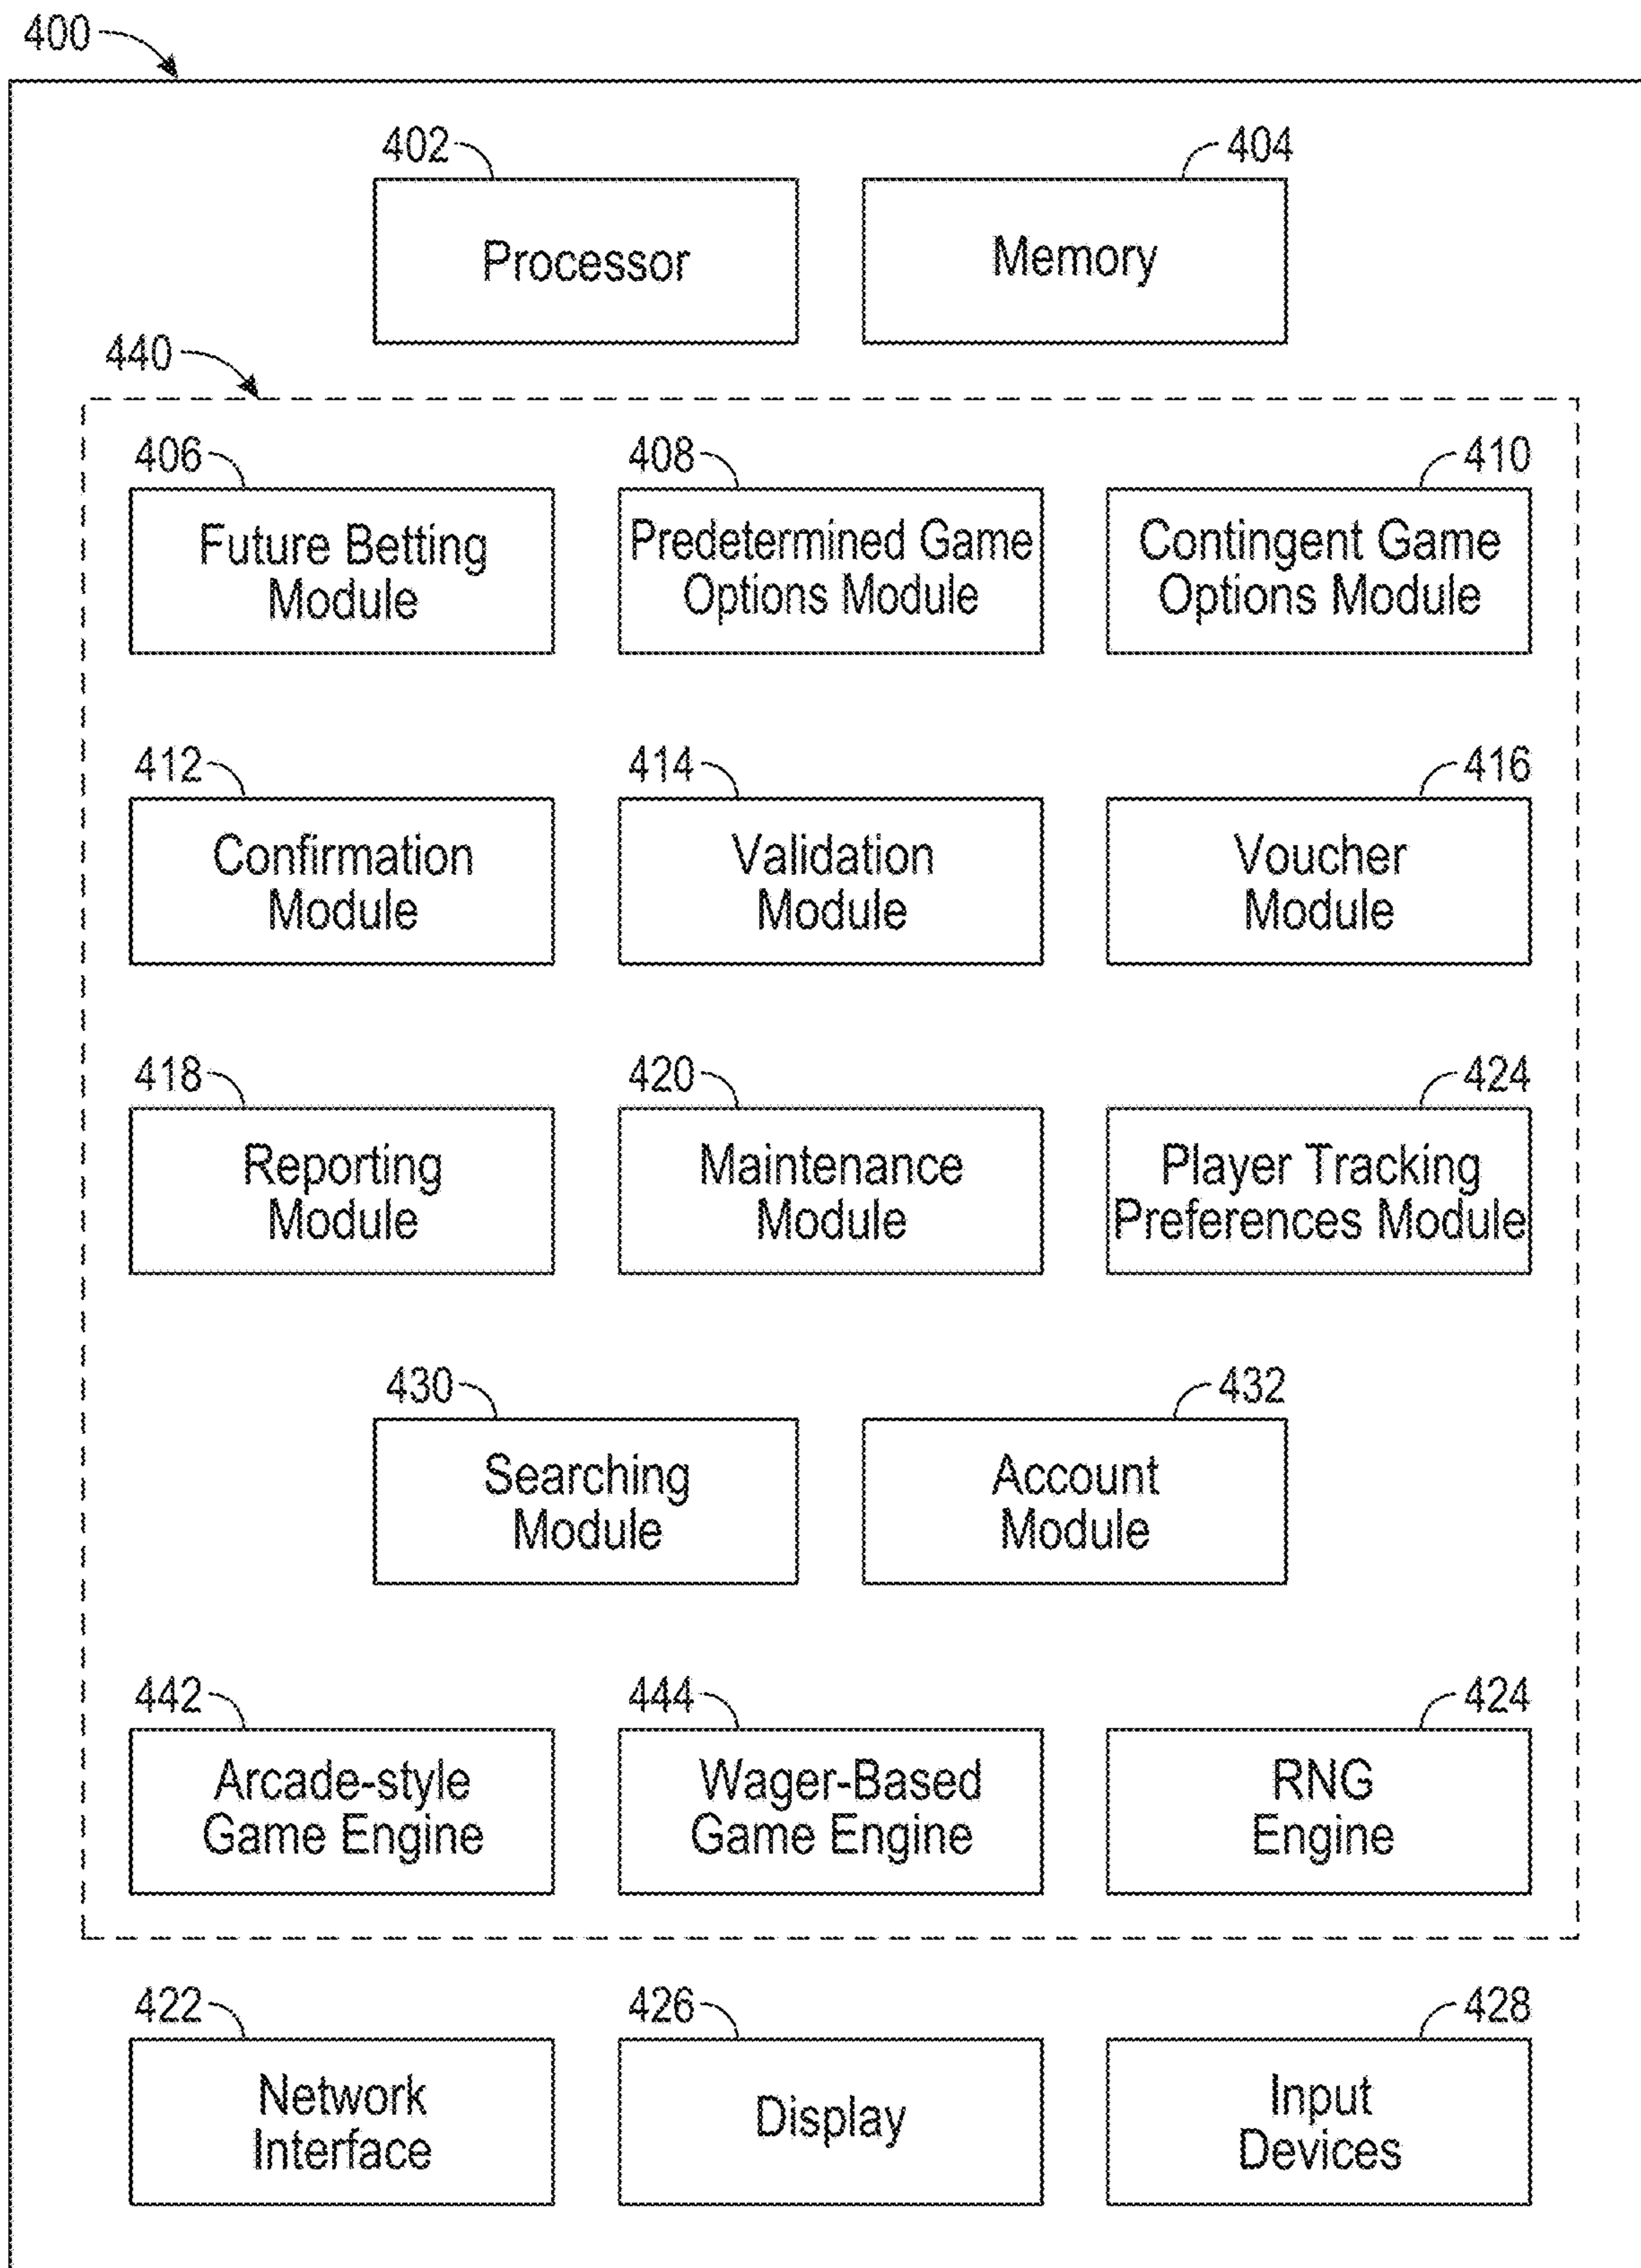 400
402
404
Processor
Memory
440
406
408
410
Future Betting
Module
Predetermined Game
Options Module
Contingent Game
Options Module
412
414
416
Confirmation
Module
Validation
Module
Voucher
Module
418
420
424
Reporting
Module
Maintenance
Module
Player Tracking
Preferences Module
430
432
Searching
Module
Account
Module
442
444
424
Arcade-style
Game Engine
Wager-Based
Game Engine
RNG
Engine
422
426
428
Network
Interface
Display
Input
Devices